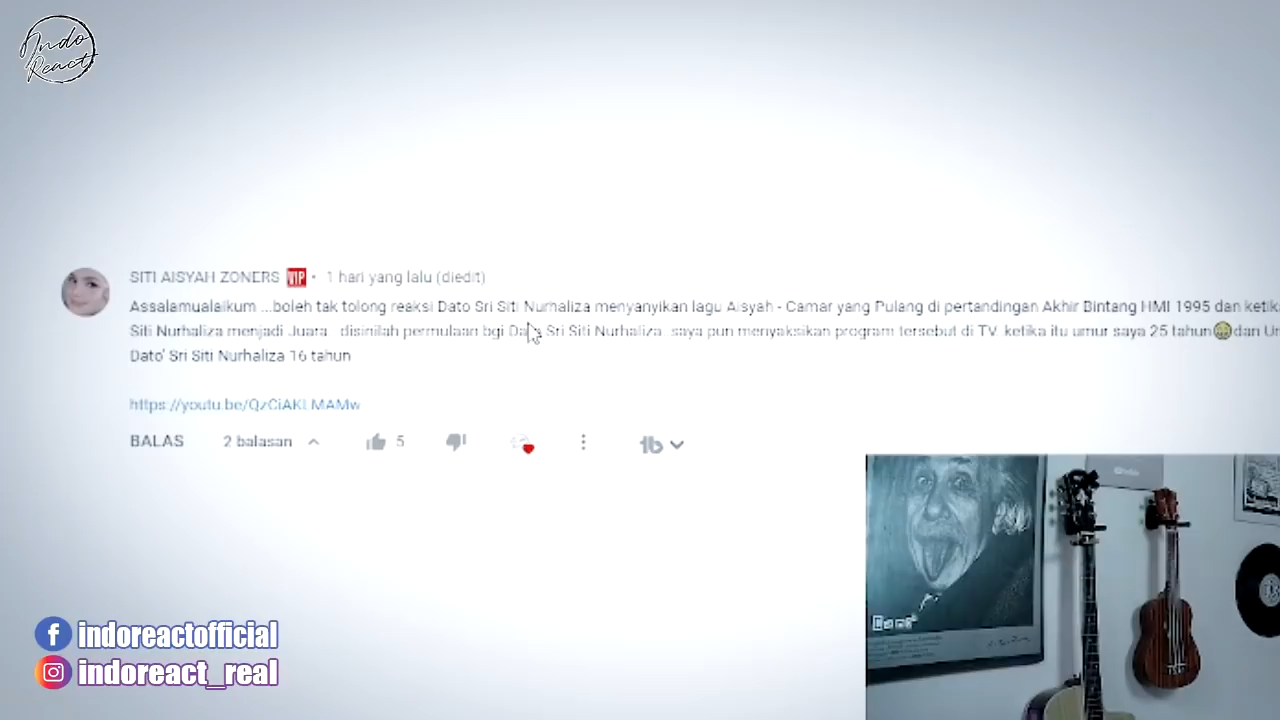 Indo
React
SITI AISYAH ZONERS VIP · 1 hari yang lalu (diedit)
Assalamualaikum ...boleh tak tolong reaksi Dato Sri Siti Nurhaliza menyanyikan lagu Aisyah - Camar yang Pulang di pertandingan Akhir Bintang HMI 1995 dan ketik
Siti Nurhaliza menjadi Juara.. disinilah permulaan bgi Dato Sri Siti Nurhaliza..saya pun menyaksikan program tersebut di TV. ketika itu umur saya 25 tahun😅dan Un
Dato' Sri Siti Nurhaliza 16 tahun
https://youtu.be/QzCiAKLMAMw
BALAS 2 balasan 5
indoreactofficial
indoreact_real